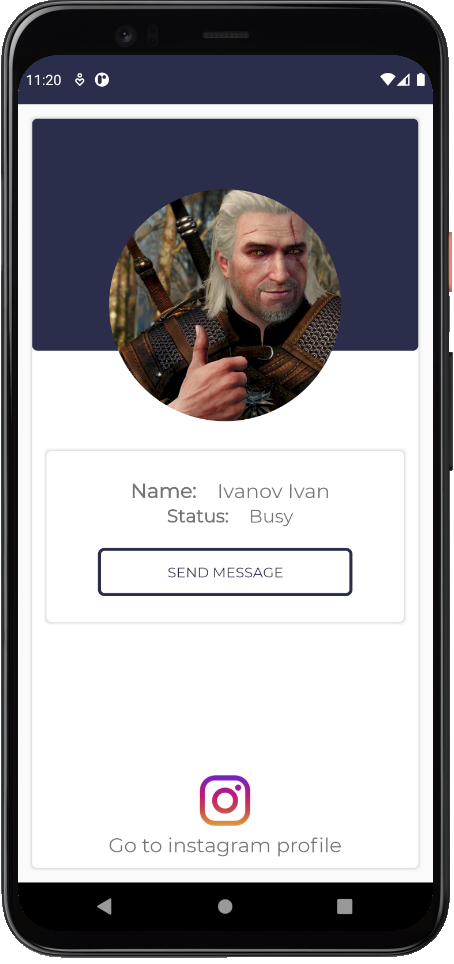 11:20
Name: Ivanov Ivan
Status: Busy
SEND MESSAGE
Go to instagram profile